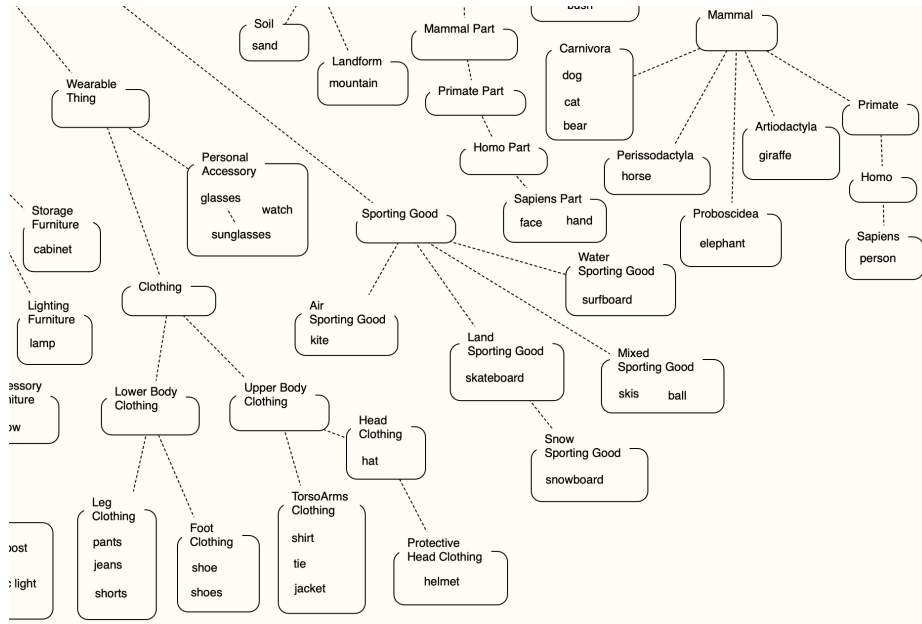 Soil
sand
Landform
mountain
Mammal Part
Primate Part
Homo Part
Sapiens Part
face hand
Mammal
Carnivora
dog
cat
bear
Perissodactyla
horse
Proboscidea
elephant
Artiodactyla
giraffe
Primate
Homo
Sapiens
person
Wearable
Thing
Personal
Accessory
glasses
watch
sunglasses
Storage
Furniture
cabinet
Lighting
Furniture
lamp
Clothing
Sporting Good
Air
Sporting Good
kite
Water
Sporting Good
surfboard
Land
Sporting Good
skateboard
Mixed
Sporting Good
skis ball
Snow
Sporting Good
snowboard
Lower Body
Clothing
Upper Body
Clothing
Head
Clothing
hat
Leg
Clothing
pants
jeans
shorts
Foot
Clothing
shoe
shoes
TorsoArms
Clothing
shirt
tie
jacket
Protective
Head Clothing
helmet
light